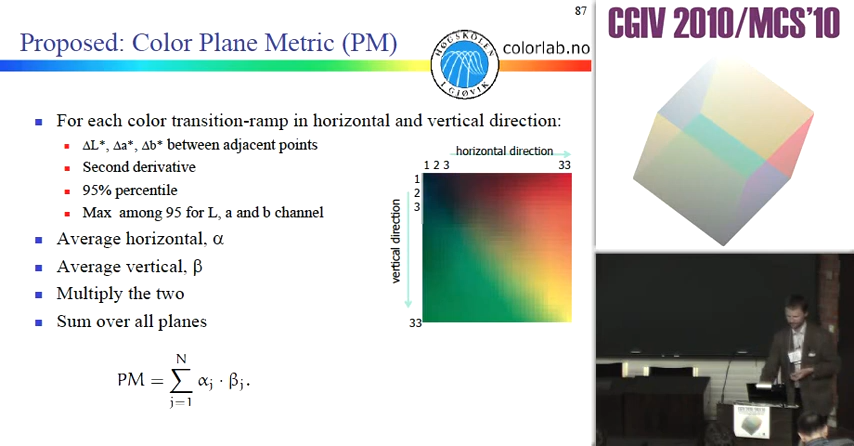 87
CGIV 2010/MCS'10
Proposed: Color Plane Metric (PM)
HØGSKOLEN
I GJØVIK
colorlab.no
For each color transition-ramp in horizontal and vertical direction:
ΔL*, Δa*, Δb* between adjacent points
Second derivative
95% percentile
Max among 95 for L, a and b channel
Average horizontal, α
Average vertical, β
Multiply the two
Sum over all planes
horizontal direction
1 2 3 33
1
2
3
vertical direction
33
PM = ∑ αj · βj.
N
j=1